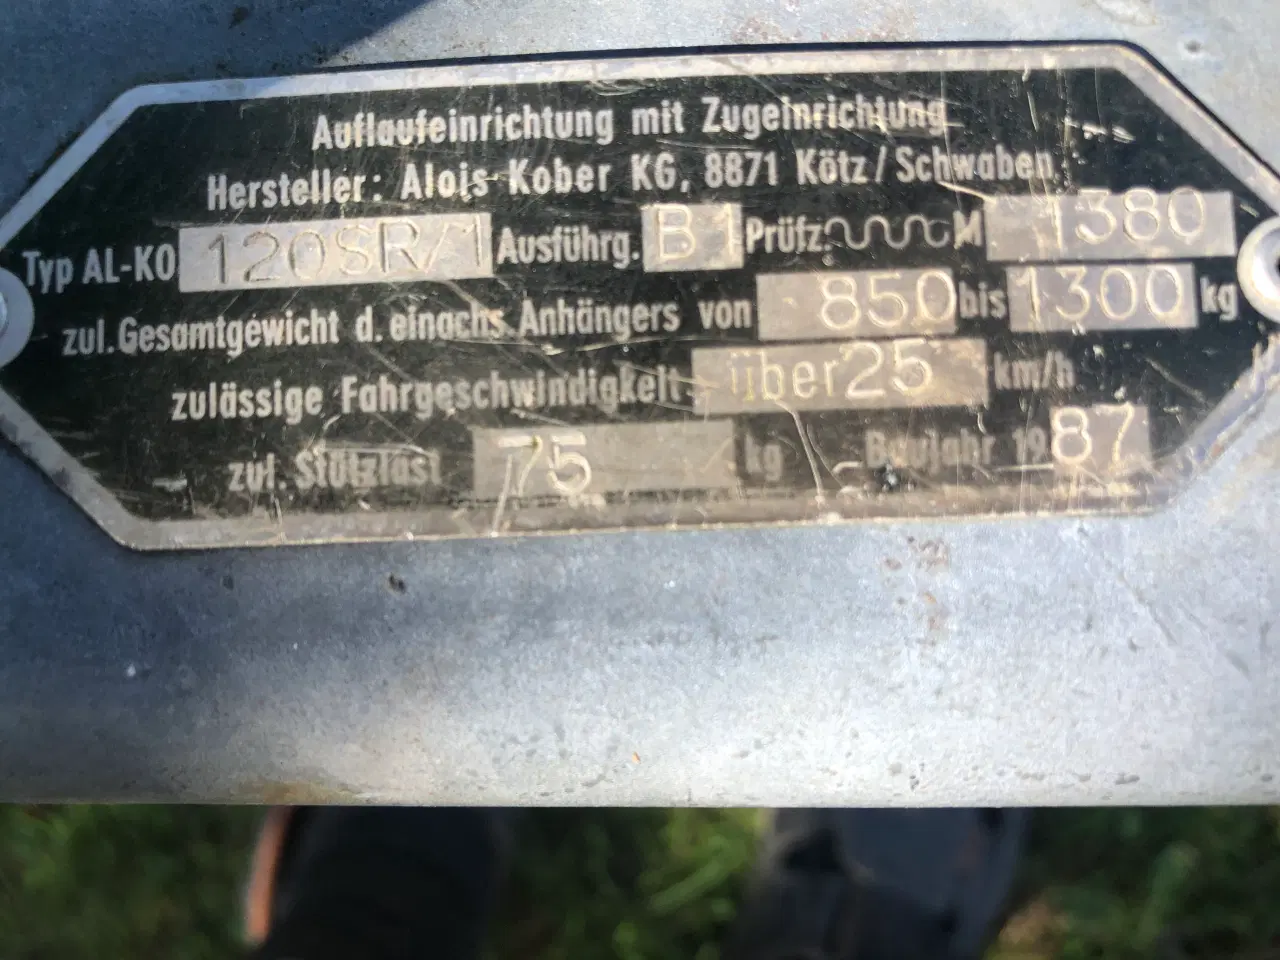 Auflaufeinrichtung mit Zugeinrichtung
Hersteller: Alois Kober KG, 8871 Kötz/Schwaben
Typ AL-KO 120SR/1 Ausführg. B1 Prüfz. M 1380
zul. Gesamtgewicht d. einachs. Anhängers von 850 bis 1300 kg
zulässige Fahrgeschwindigkeit über 25 km/h
zul. Stützlast 75 kg Baujahr 1987